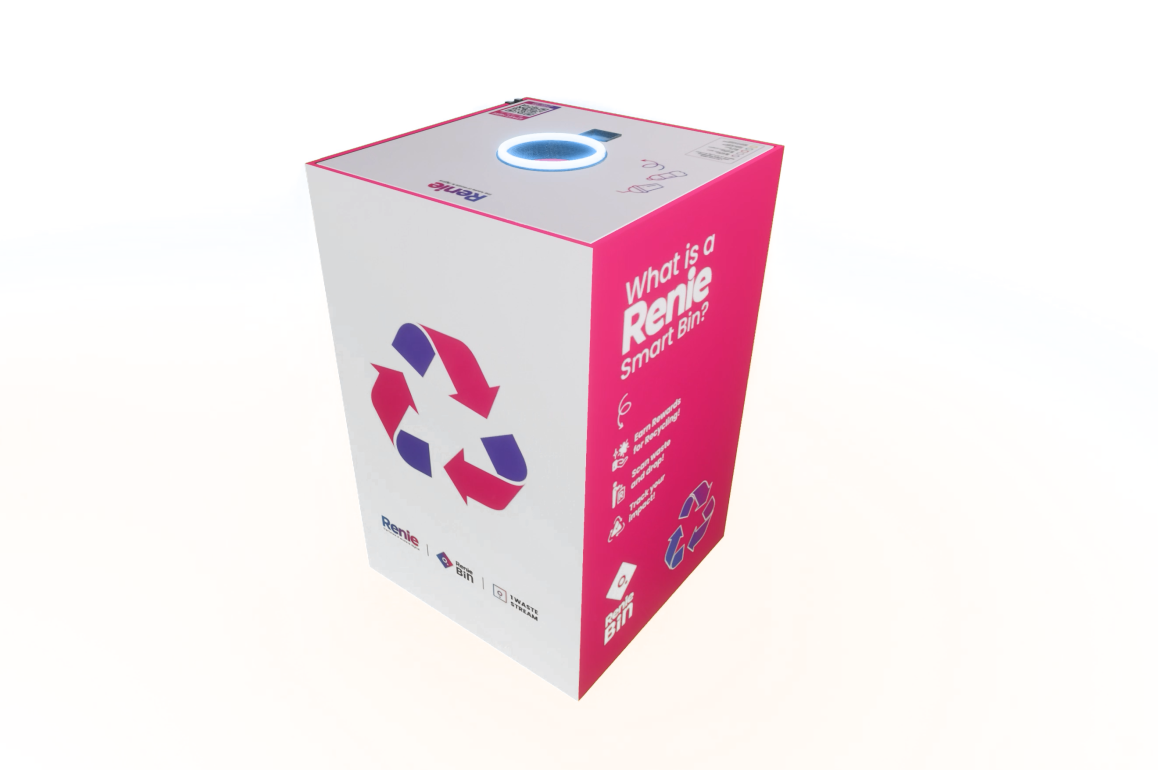 Renie
What is a
Renie
Smart Bin?
Earn Rewards
for Recycling!
Scan waste
and drop!
Track your
impact!
Renie
Bin
Renie
Renie
Bin
1 WASTE
STREAM